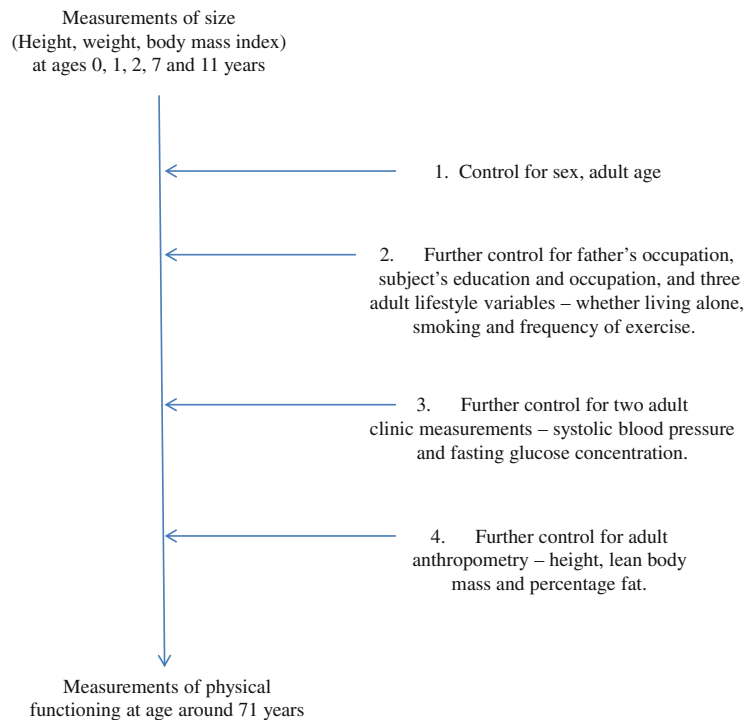 Measurements of size
(Height, weight, body mass index)
at ages 0, 1, 2, 7 and 11 years
1. Control for sex, adult age
2. Further control for father's occupation,
subject's education and occupation, and three
adult lifestyle variables – whether living alone,
smoking and frequency of exercise.
3. Further control for two adult
clinic measurements – systolic blood pressure
and fasting glucose concentration.
4. Further control for adult
anthropometry – height, lean body
mass and percentage fat.
Measurements of physical
functioning at age around 71 years